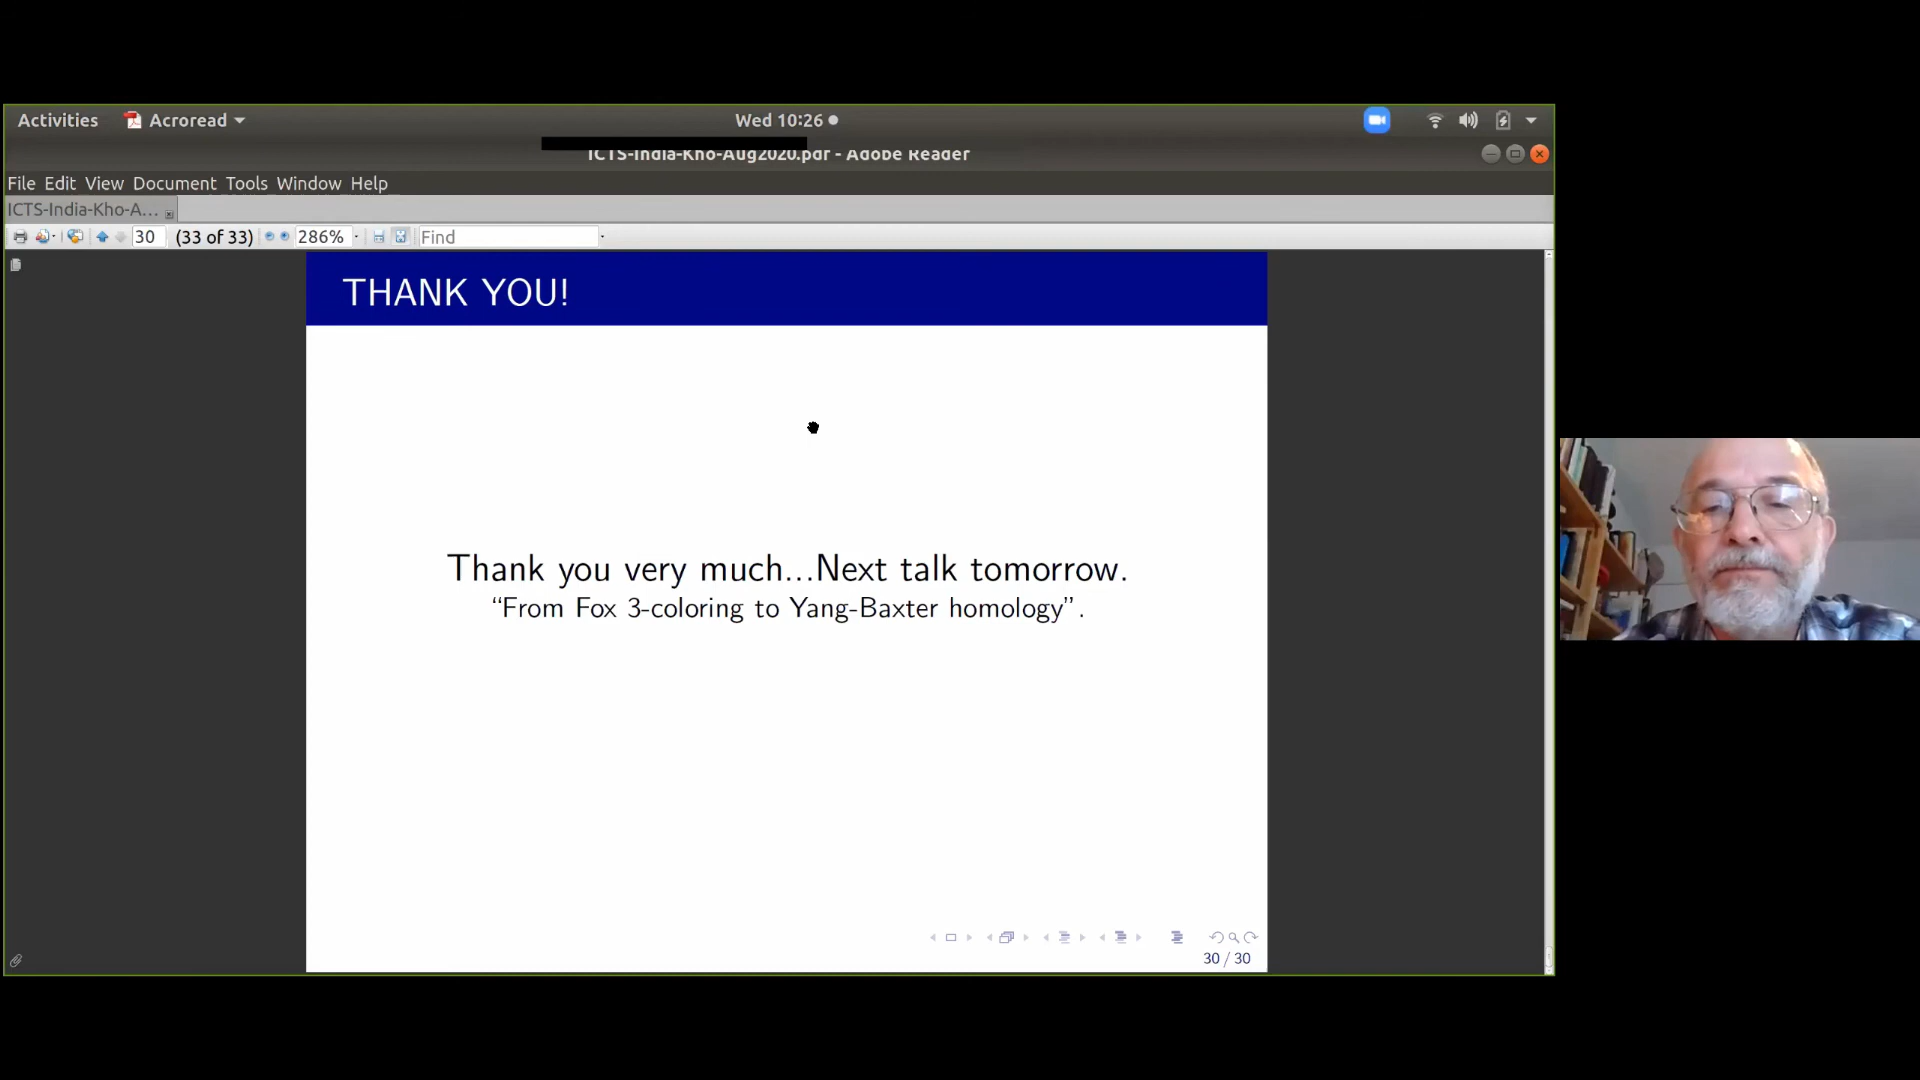 Activities Acroread Wed 10:26
ICTS-India-Kho-Aug2020.pdf - Adobe Reader
File Edit View Document Tools Window Help
ICTS-India-Kho-A...
30 (33 of 33) 286% Find
THANK YOU!
Thank you very much...Next talk tomorrow.
“From Fox 3-coloring to Yang-Baxter homology”.
30 / 30